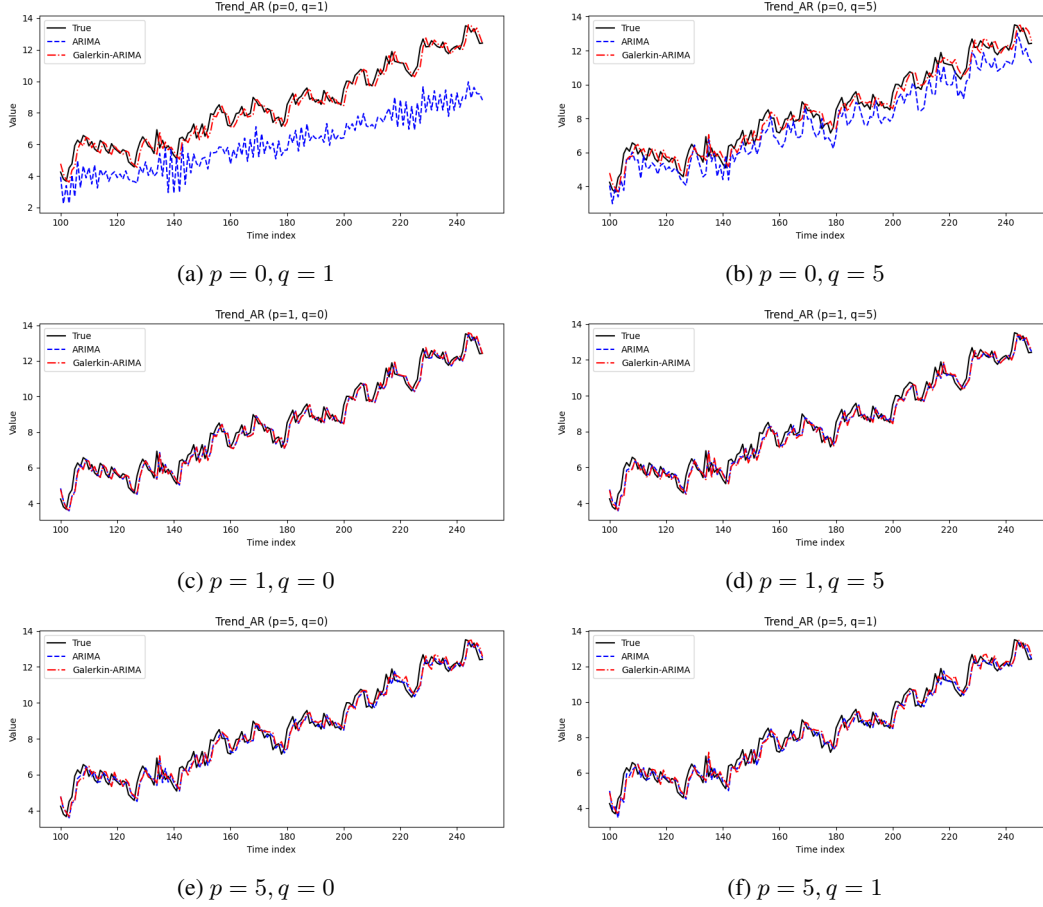 Trend_AR (p=0, q=1)
True
ARIMA
Galerkin-ARIMA
Value
14
12
10
8
6
4
2
100 120 140 160 180 200 220 240
Time index
(a) p = 0, q = 1
Trend_AR (p=0, q=5)
True
ARIMA
Galerkin-ARIMA
Value
12
10
8
6
4
100 120 140 160 180 200 220 240
Time index
(b) p = 0, q = 5
Trend_AR (p=1, q=0)
True
ARIMA
Galerkin-ARIMA
Value
14
12
10
8
6
4
100 120 140 160 180 200 220 240
Time index
(c) p = 1, q = 0
Trend_AR (p=1, q=5)
True
ARIMA
Galerkin-ARIMA
Value
14
12
10
8
6
4
100 120 140 160 180 200 220 240
Time index
(d) p = 1, q = 5
Trend_AR (p=5, q=0)
True
ARIMA
Galerkin-ARIMA
Value
14
12
10
8
6
4
100 120 140 160 180 200 220 240
Time index
(e) p = 5, q = 0
Trend_AR (p=5, q=1)
True
ARIMA
Galerkin-ARIMA
Value
14
12
10
8
6
4
100 120 140 160 180 200 220 240
Time index
(f) p = 5, q = 1